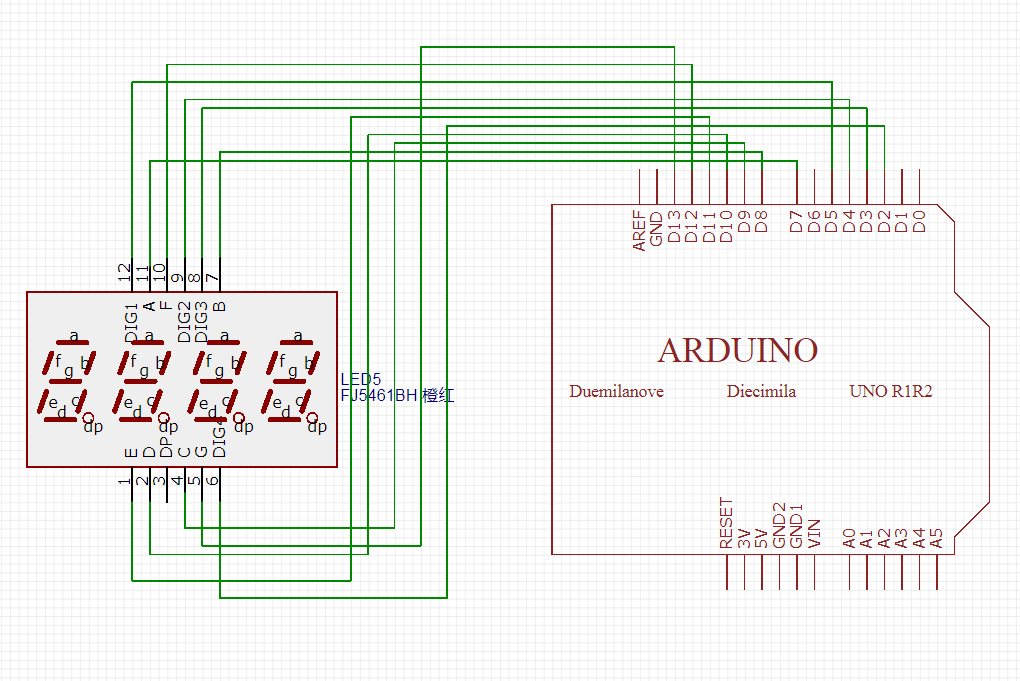 AREF GND D13 D12 D11 D10 D9 D8 D7 D6 D5 D4 D3 D2 D1 D0
12 11 10 9 8 7
DIG1 A F DIG2 DIG3 B
a a a a
f g b f g b f g b f g b
e d c dp e d c dp e d c dp e d c dp
E D DP C G DIG4
1 2 3 4 5 6
LED5
FJ5461BH 橙红
ARDUINO
Duemilanove Diecimila UNO R1R2
RESET 3V 5V GND2 GND1 VIN A0 A1 A2 A3 A4 A5